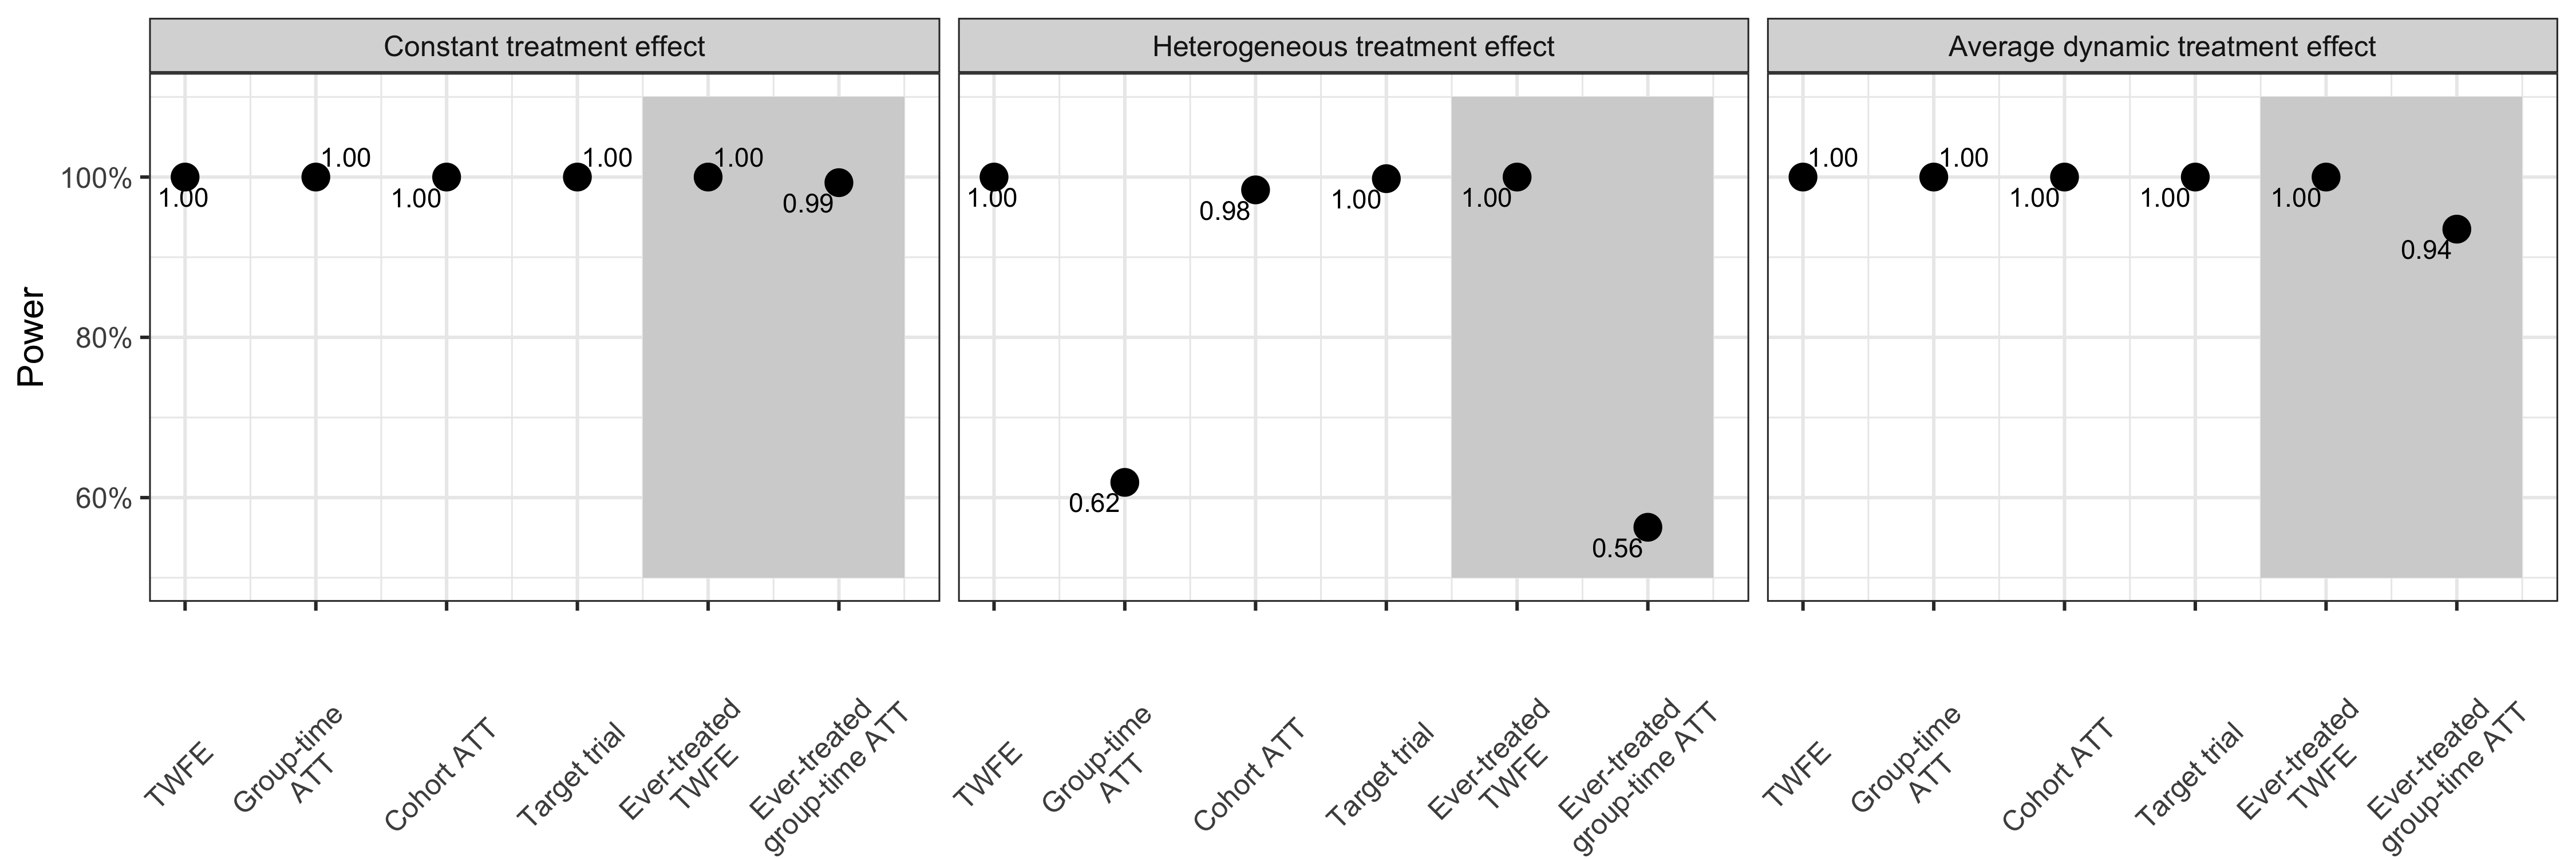 Constant treatment effect
Heterogeneous treatment effect
Average dynamic treatment effect
Power
100%
80%
60%
1.00
1.00
1.00
1.00
1.00
0.99
1.00
0.62
0.98
1.00
1.00
0.56
1.00
1.00
1.00
1.00
1.00
0.94
TWFE
Group-time
ATT
Cohort ATT
Target trial
Ever-treated
TWFE
Ever-treated
group-time ATT
TWFE
Group-time
ATT
Cohort ATT
Target trial
Ever-treated
TWFE
Ever-treated
group-time ATT
TWFE
Group-time
ATT
Cohort ATT
Target trial
Ever-treated
TWFE
Ever-treated
group-time ATT